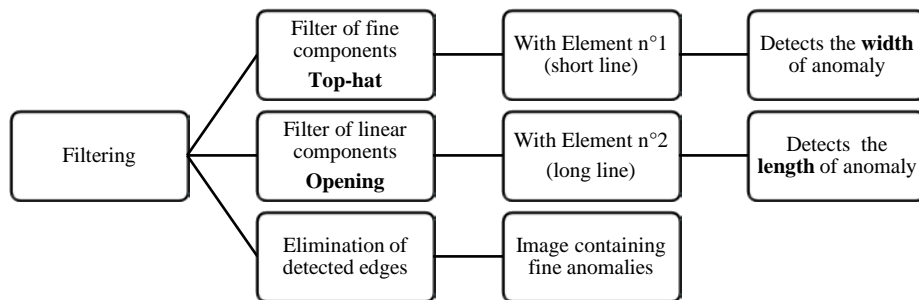 Filter of fine
components
Top-hat
With Element n°1
(short line)
Detects the width
of anomaly
Filtering
Filter of linear
components
Opening
With Element n°2
(long line)
Detects the
length of anomaly
Elimination of
detected edges
Image containing
fine anomalies